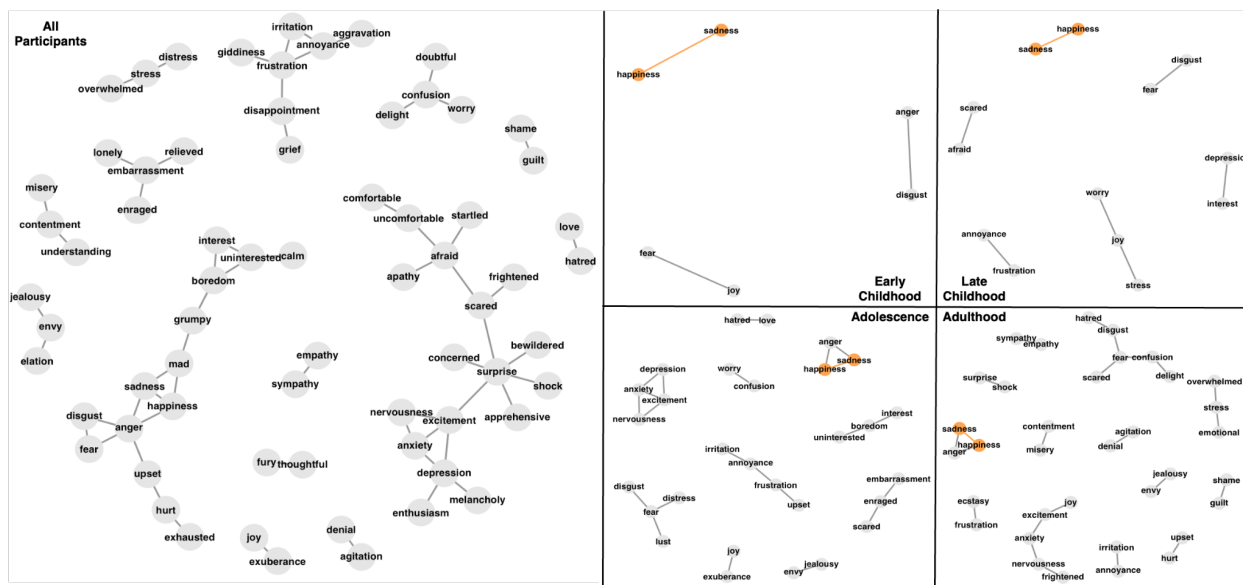 All
Participants
irritation
aggravation
giddiness
annoyance
frustration
distress
stress
overwhelmed
doubtful
confusion
delight
worry
disappointment
grief
shame
guilt
lonely
relieved
embarrassment
enraged
misery
contentment
understanding
comfortable
uncomfortable
startled
afraid
apathy
frightened
scared
love
hatred
interest
uninterested
calm
boredom
grumpy
jealousy
envy
elation
mad
sadness
happiness
disgust
anger
fear
upset
hurt
exhausted
empathy
sympathy
concerned
bewildered
surprise
shock
apprehensive
nervousness
excitement
anxiety
depression
melancholy
enthusiasm
fury
thoughtful
joy
exuberance
denial
agitation
sadness
happiness
anger
disgust
fear
joy
Early
Childhood
happiness
sadness
disgust
fear
scared
afraid
depressio
interest
worry
joy
stress
annoyance
frustration
Late
Childhood
Adolescence
hatred
love
anger
sadness
happiness
depression
anxiety
excitement
nervousness
worry
confusion
interest
boredom
uninterested
irritation
annoyance
frustration
upset
embarrassment
enraged
scared
disgust
distress
fear
lust
joy
exuberance
envy
jealousy
Adulthood
hatred
disgust
sympathy
empathy
fear
confusion
scared
delight
surprise
shock
overwhelmed
stress
emotional
sadness
happiness
anger
contentment
misery
agitation
denial
jealousy
envy
shame
guilt
ecstasy
frustration
joy
excitement
anxiety
nervousness
frightened
irritation
annoyance
upset
hurt